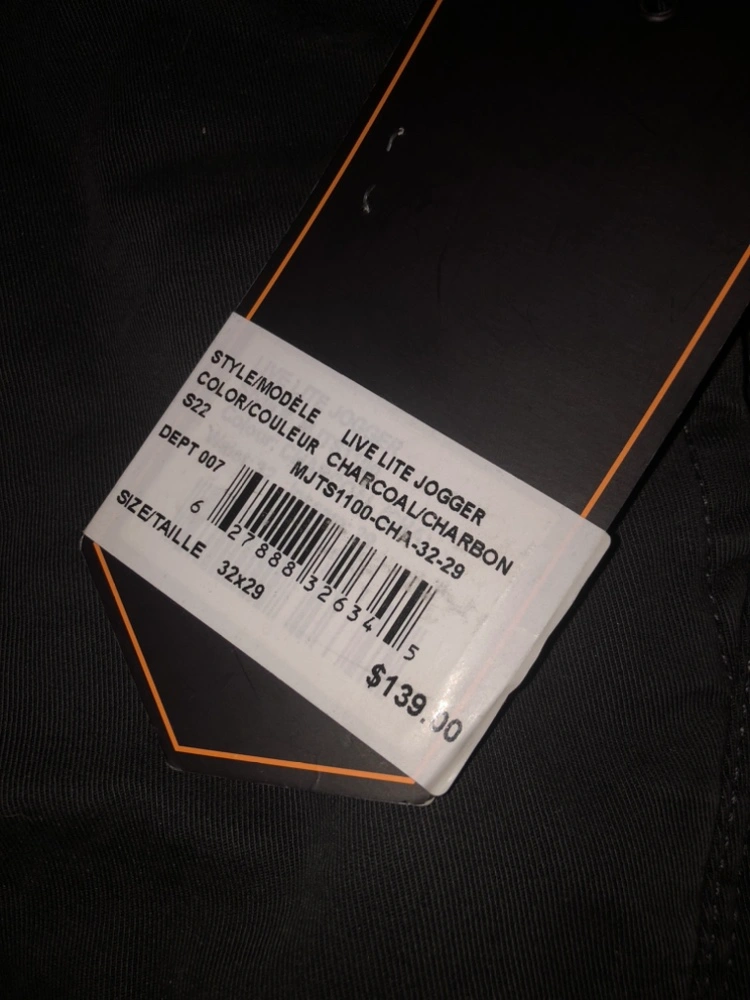 STYLE/MODÈLE LIVE LITE JOGGER
COLOR/COULEUR CHARCOAL/CHARBON
S22 MJTS1100-CHA-32-29
DEPT 007
6 27888 32634 5
SIZE/TAILLE 32x29
$139.00